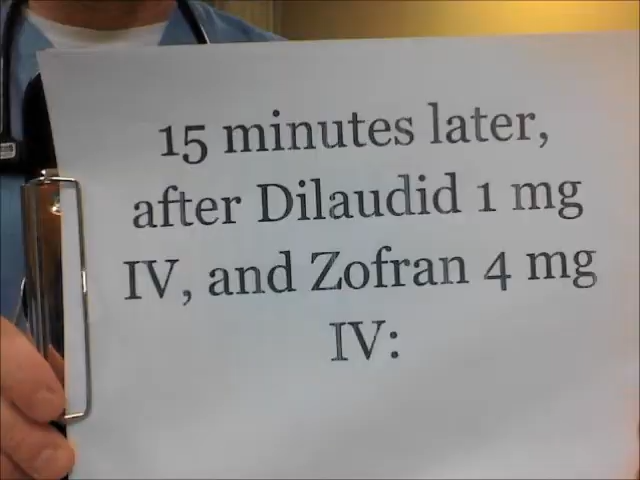 15 minutes later,
after Dilaudid 1 mg
IV, and Zofran 4 mg
IV: